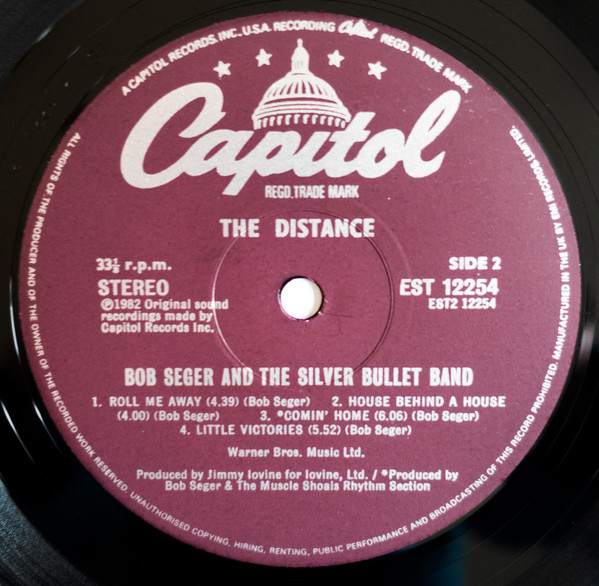 A CAPITOL RECORDS, INC. U.S.A. RECORDING Capitol REGD. TRADE MARK
Capitol
REGD. TRADE MARK
THE DISTANCE
33⅓ r.p.m.
SIDE 2
STEREO
EST 12254
EST2 12254
℗1982 Original sound
recordings made by
Capitol Records Inc.
BOB SEGER AND THE SILVER BULLET BAND
1. ROLL ME AWAY (4.39) (Bob Seger) 2. HOUSE BEHIND A HOUSE
(4.00) (Bob Seger) 3. *COMIN' HOME (6.06) (Bob Seger)
4. LITTLE VICTORIES (5.52) (Bob Seger)
Warner Bros. Music Ltd.
Produced by Jimmy Iovine for Iovine, Ltd. / *Produced by
Bob Seger & The Muscle Shoals Rhythm Section
ALL RIGHTS OF THE PRODUCER AND OF THE OWNER OF THE RECORDED WORK RESERVED. UNAUTHORISED COPYING, HIRING, RENTING, PUBLIC PERFORMANCE AND BROADCASTING OF THIS RECORD PROHIBITED. MANUFACTURED IN THE UK BY EMI RECORDS LIMITED.